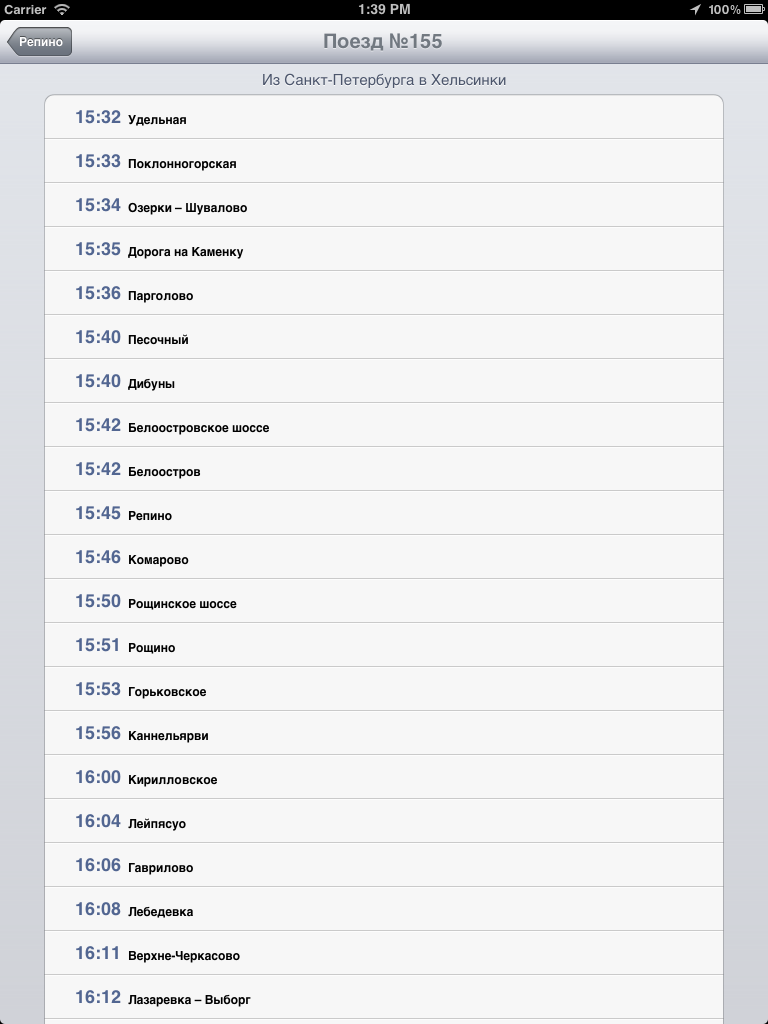 Carrier 1:39 PM 100%
Репино Поезд №155
Из Санкт-Петербурга в Хельсинки
15:32 Удельная
15:33 Поклонногорская
15:34 Озерки – Шувалово
15:35 Дорога на Каменку
15:36 Парголово
15:40 Песочный
15:40 Дибуны
15:42 Белоостровское шоссе
15:42 Белоостров
15:45 Репино
15:46 Комарово
15:50 Рощинское шоссе
15:51 Рощино
15:53 Горьковское
15:56 Каннельярви
16:00 Кирилловское
16:04 Лейпясуо
16:06 Гаврилово
16:08 Лебедевка
16:11 Верхне-Черкасово
16:12 Лазаревка – Выборг